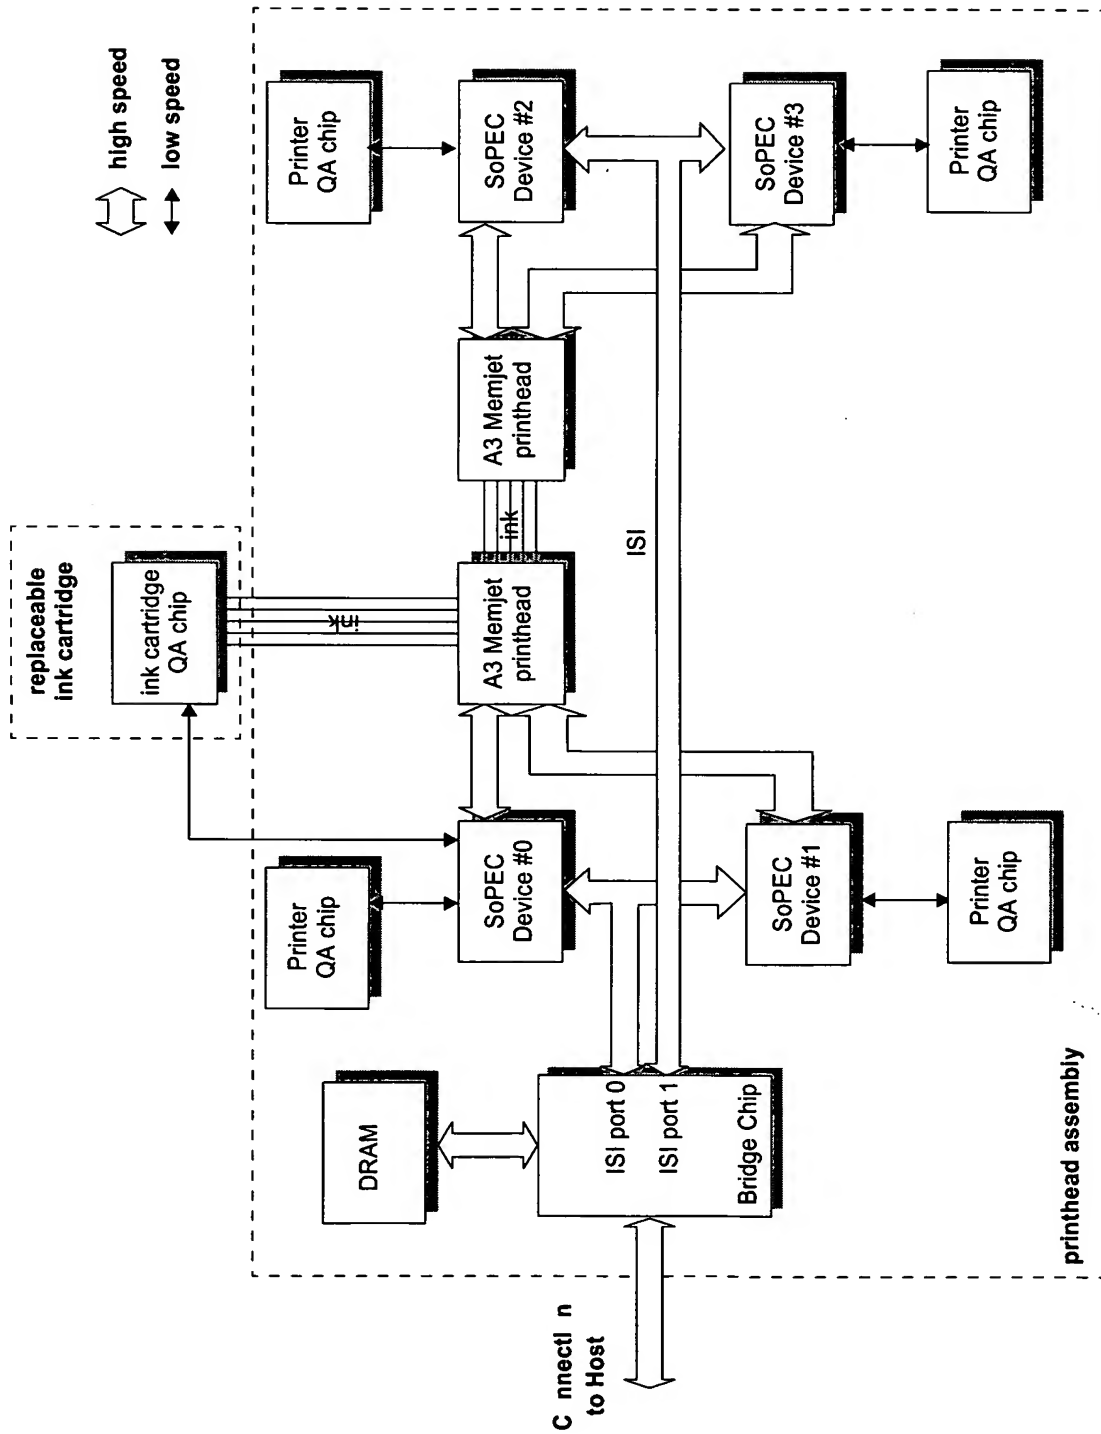 replaceable
ink cartridge
high speed
low speed
ink cartridge
QA chip
Printer
QA chip
Printer
QA chip
ink
DRAM
SoPEC
Device #0
A3 Memjet
printhead
ink
A3 Memjet
printhead
SoPEC
Device #2
C nnectI n
to Host
ISI port 0
ISI
ISI port 1
Bridge Chip
SoPEC
Device #1
SoPEC
Device #3
Printer
QA chip
Printer
QA chip
printhead assembly